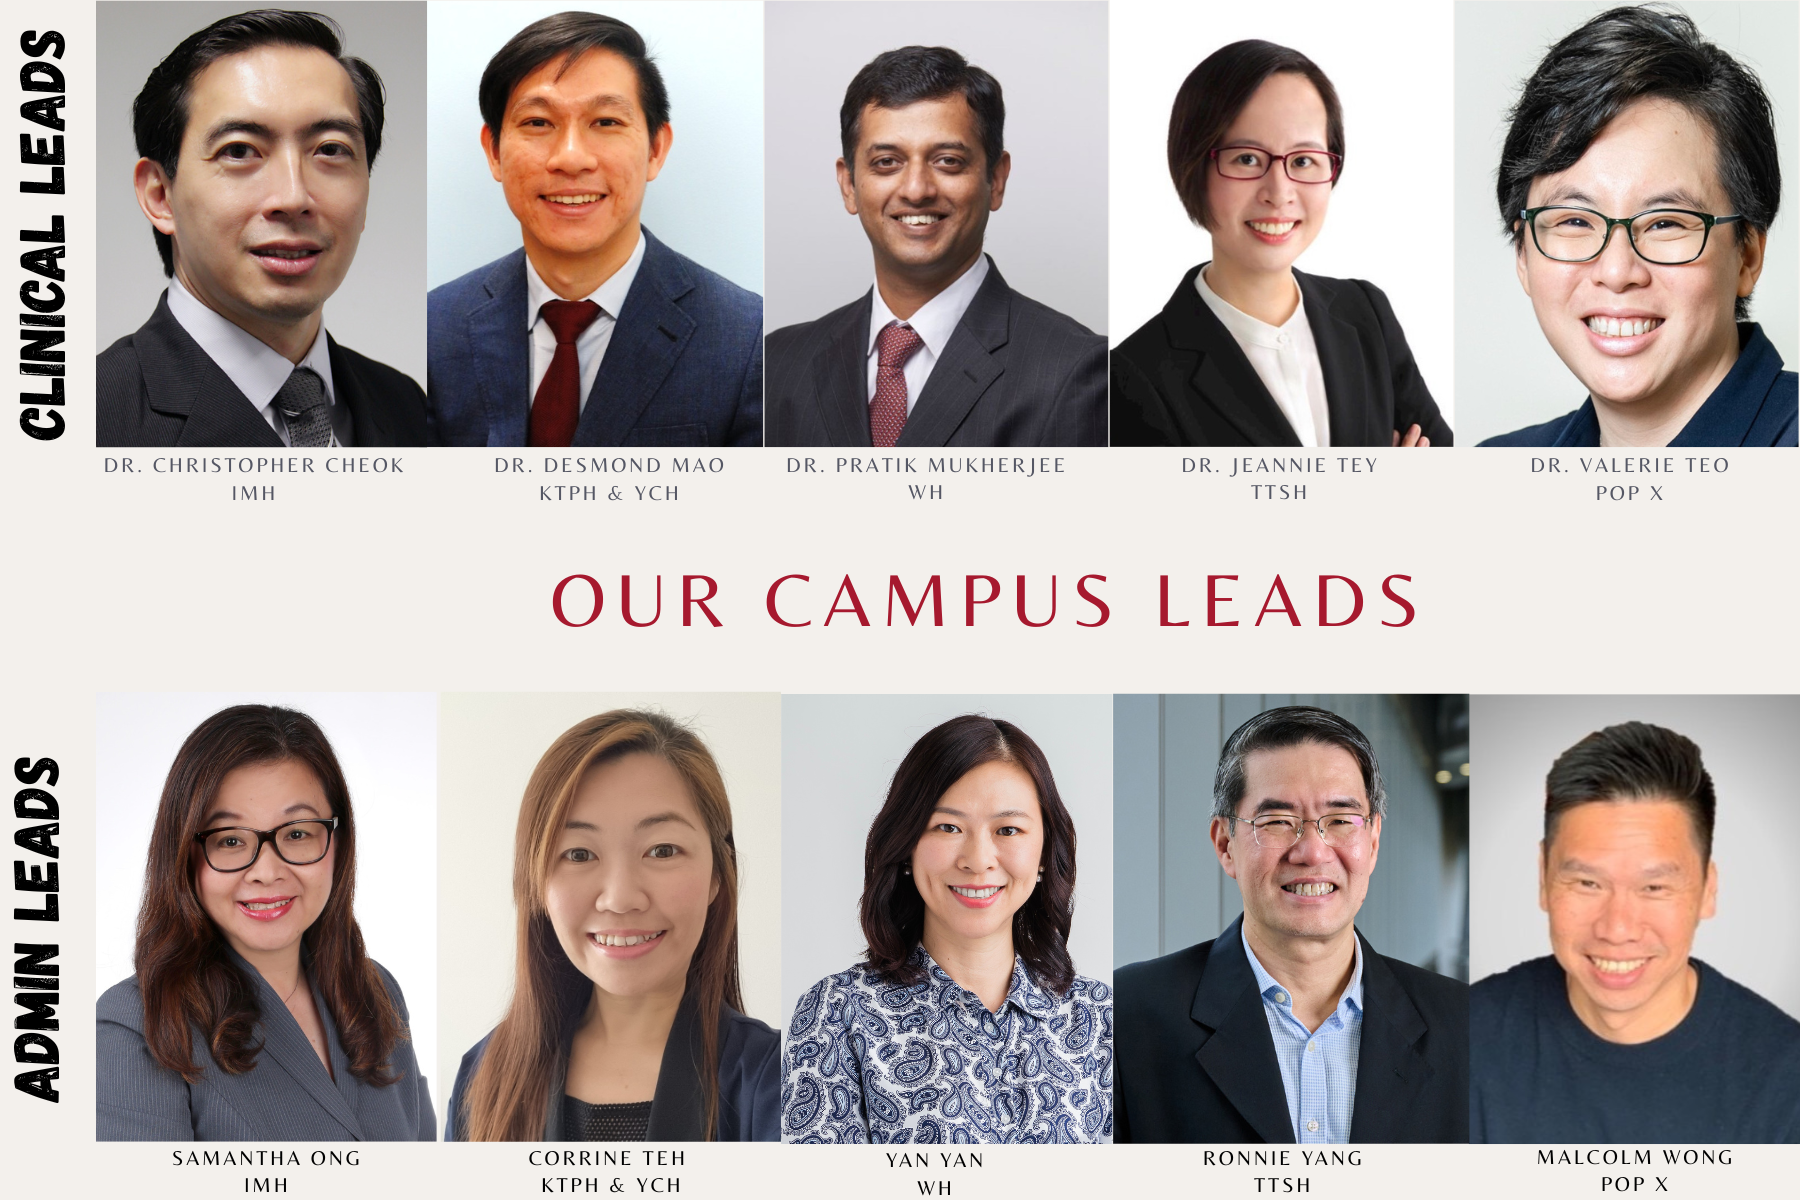 CLINICAL LEADS
DR. CHRISTOPHER CHEOK
IMH
DR. DESMOND MAO
KTPH & YCH
DR. PRATIK MUKHERJEE
WH
DR. JEANNIE TEY
TTSH
DR. VALERIE TEO
POP X
OUR CAMPUS LEADS
ADMIN LEADS
SAMANTHA ONG
IMH
CORRINE TEH
KTPH & YCH
YAN YAN
WH
RONNIE YANG
TTSH
MALCOLM WONG
POP X